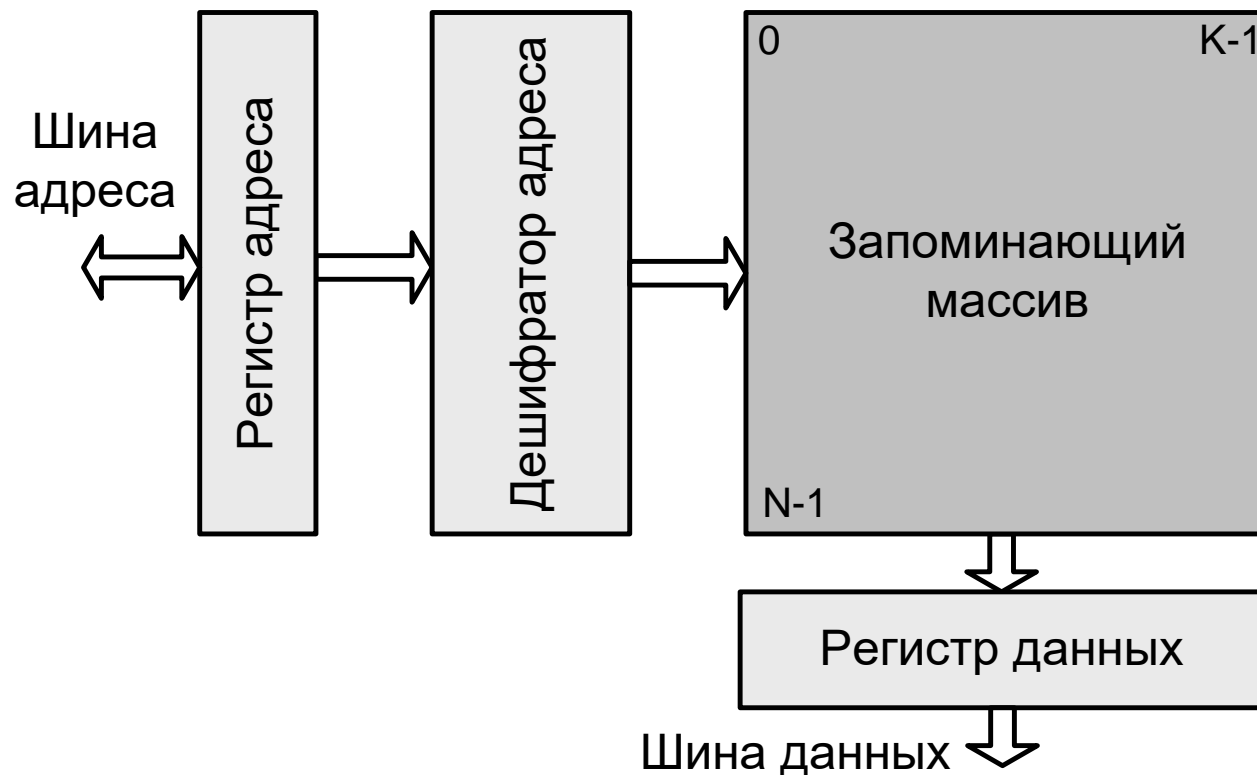 Шина
адреса
Регистр адреса
Дешифратор адреса
0
K-1
Запоминающий
массив
N-1
Регистр данных
Шина данных